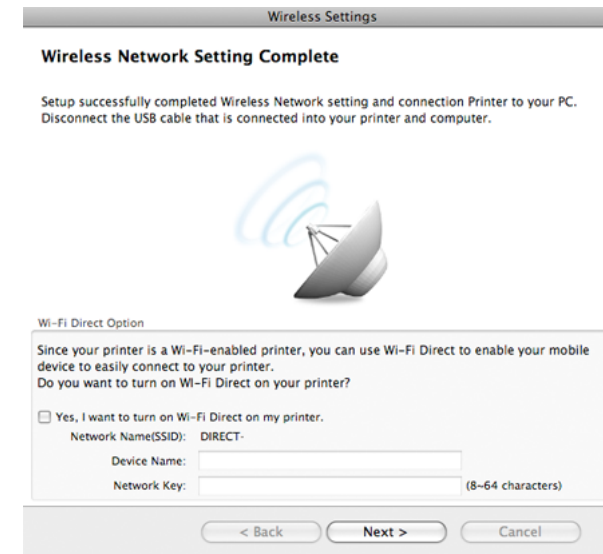 Wireless Settings
Wireless Network Setting Complete
Setup successfully completed Wireless Network setting and connection Printer to your PC.
Disconnect the USB cable that is connected into your printer and computer.
Wi-Fi Direct Option
Since your printer is a Wi-Fi-enabled printer, you can use Wi-Fi Direct to enable your mobile
device to easily connect to your printer.
Do you want to turn on Wi-Fi Direct on your printer?
Yes, I want to turn on Wi-Fi Direct on my printer.
Network Name(SSID): DIRECT-
Device Name:
Network Key: (8~64 characters)
< Back Next > Cancel